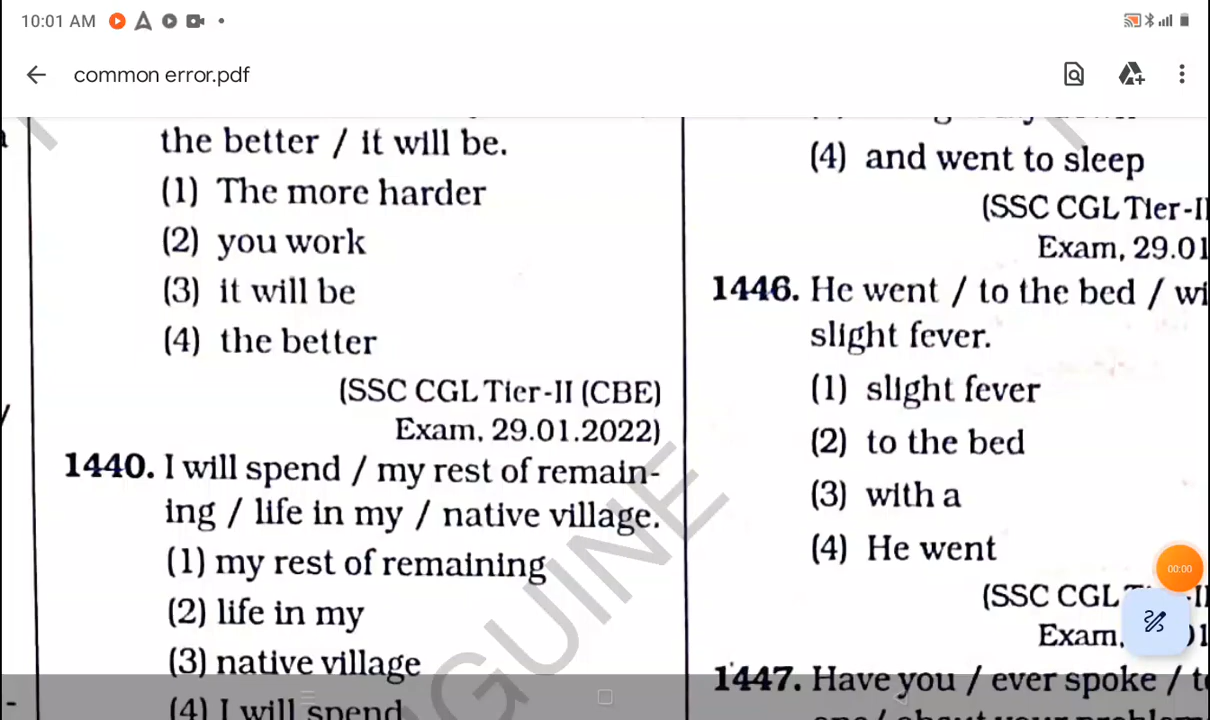 10:01 AM
common error.pdf
the better / it will be.
(1) The more harder
(2) you work
(3) it will be
(4) the better
(SSC CGL Tier-II (CBE)
Exam, 29.01.2022)
1440. I will spend / my rest of remain-
ing / life in my / native village.
(1) my rest of remaining
(2) life in my
(3) native village
(4) I will spend
(4) and went to sleep
(SSC CGL Tier-II
Exam, 29.01
1446. He went / to the bed / wi
slight fever.
(1) slight fever
(2) to the bed
(3) with a
(4) He went
(SSC CGL
Exam,
1447. Have you / ever spoke / t
00:00
GUINE